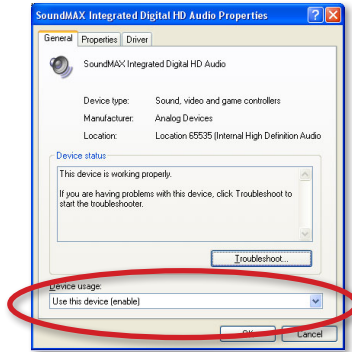 SoundMAX Integrated Digital HD Audio Properties
General Properties Driver
SoundMAX Integrated Digital HD Audio
Device type: Sound, video and game controllers
Manufacturer: Analog Devices
Location: Location 65535 (Internal High Definition Audio
Device status
This device is working properly.
If you are having problems with this device, click Troubleshoot to
start the troubleshooter.
Troubleshoot...
Device usage:
Use this device (enable)
OK Cancel